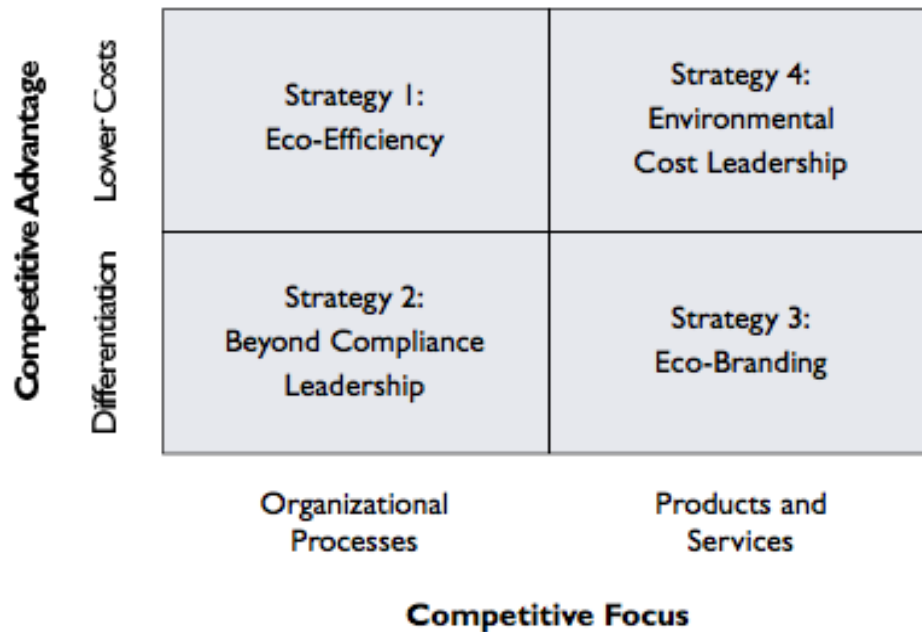 Competitive Advantage
Lower Costs
Differentiation
Strategy 1:
Eco-Efficiency
Strategy 4:
Environmental
Cost Leadership
Strategy 2:
Beyond Compliance
Leadership
Strategy 3:
Eco-Branding
Organizational
Processes
Products and
Services
Competitive Focus